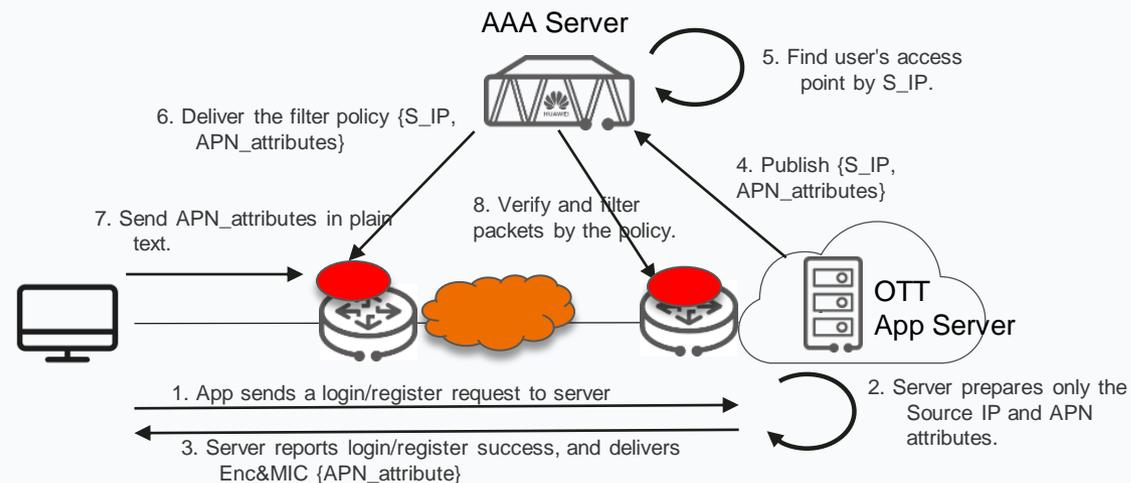 AAA Server
5. Find user's access
point by S_IP.
HUAWEI
6. Deliver the filter policy {S_IP,
APN_attributes}
4. Publish {S_IP,
APN_attributes}
7. Send APN_attributes in plain
text.
8. Verify and filter
packets by the policy.
OTT
App Server
1. App sends a login/register request to server
2. Server prepares only the
Source IP and APN
attributes.
3. Server reports login/register success, and delivers
Enc&MIC {APN_attribute}